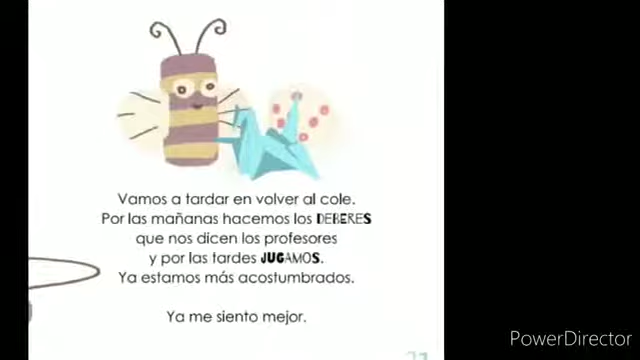 Vamos a tardar en volver al cole.
Por las mañanas hacemos los DEBERES
que nos dicen los profesores
y por las tardes JUGAMOS.
Ya estamos más acostumbrados.
Ya me siento mejor.
PowerDirector